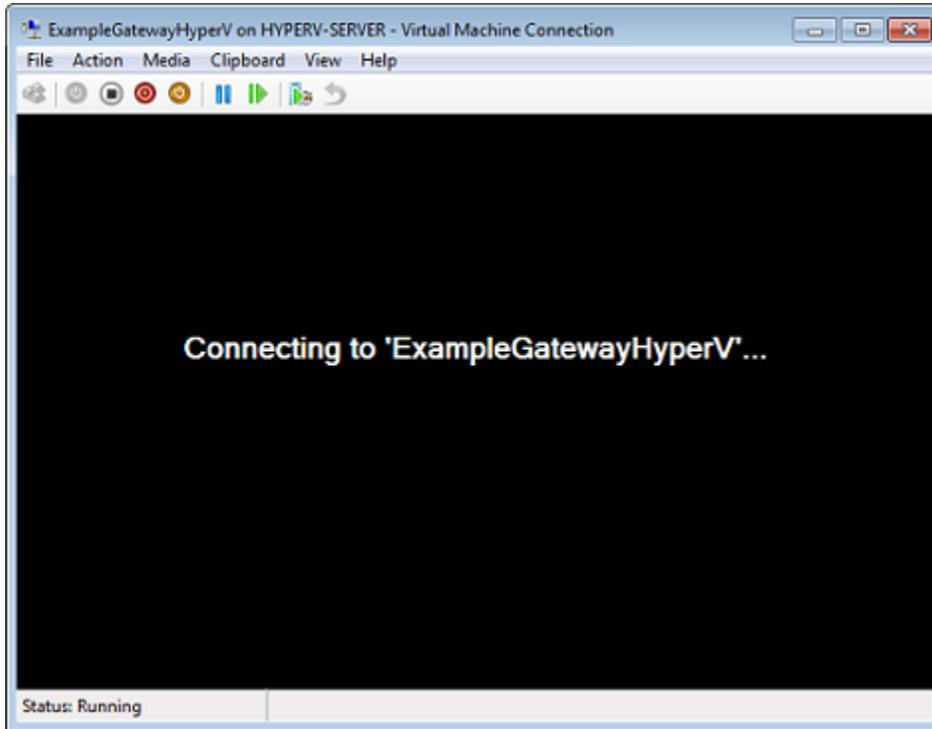 ExampleGatewayHyperV on HYPERV-SERVER - Virtual Machine Connection
File Action Media Clipboard View Help
Connecting to 'ExampleGatewayHyperV'...
Status: Running